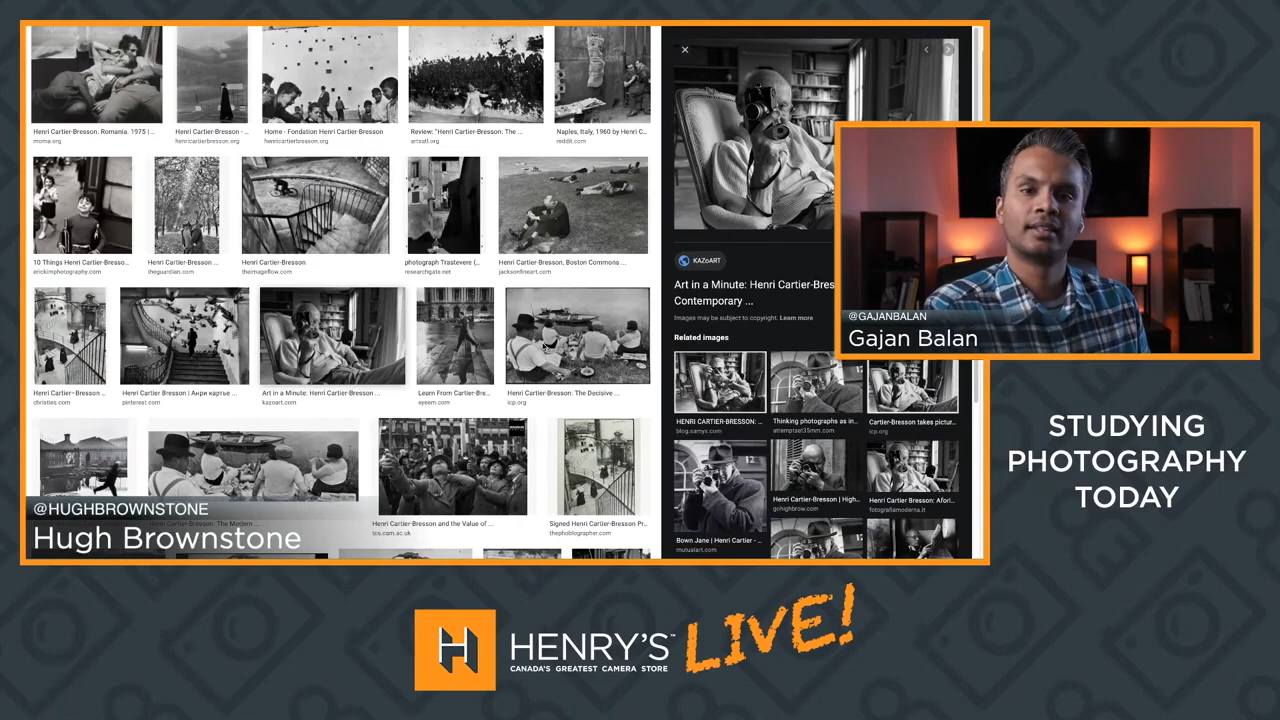 Henri Cartier-Bresson. Romania. 1975 | ...
moma.org
Henri Cartier-Bresson - ...
henricartierbresson.org
Home - Fondation Henri Cartier-Bresson
henricartierbresson.org
Review: "Henri Cartier-Bresson: The ...
artsatl.org
Naples, Italy, 1960 by Henri C...
reddit.com
10 Things Henri Cartier-Bresso...
erickimphotography.com
Henri Cartier-Bresson ...
theguardian.com
Henri Cartier-Bresson
theimageflow.com
photograph Trastevere (...
researchgate.net
Henri Cartier-Bresson, Boston Commons ...
jacksonfineart.com
Henri Cartier-Bresson ...
christies.com
Henri Cartier Bresson | Анри картье ...
pinterest.com
Art in a Minute: Henri Cartier-Bresson ...
kazoart.com
Learn From Cartier-Bre...
eyeem.com
Henri Cartier-Bresson: The Decisive ...
icp.org
Henri Cartier-Bresson and the Value of ...
tcs.cam.ac.uk
Signed Henri Cartier-Bresson Pr...
thephoblographer.com
@HUGHBROWNSTONE
Hugh Brownstone
KAZoART
Art in a Minute: Henri Cartier-Bres
Contemporary ...
Images may be subject to copyright. Learn more
Related images
HENRI CARTIER-BRESSON: ...
blog.samys.com
Thinking photographs as in...
attemptast35mm.com
Cartier-Bresson takes pictur...
icp.org
Bown Jane | Henri Cartier - ...
mutualart.com
Henri Cartier-Bresson | High...
gohighbrow.com
Henri Cartier Bresson: Afori...
fotografiamoderna.it
@GAJANBALAN
Gajan Balan
STUDYING
PHOTOGRAPHY
TODAY
H
HENRY'S™
CANADA'S GREATEST CAMERA STORE
LIVE!